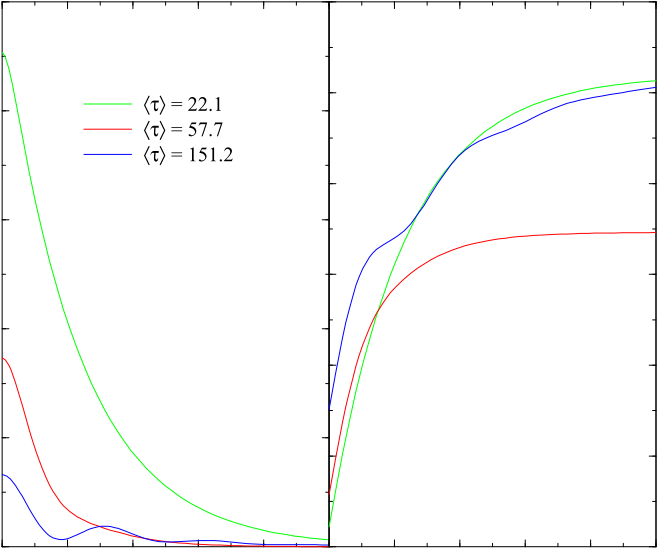 ⟨τ⟩ = 22.1
⟨τ⟩ = 57.7
⟨τ⟩ = 151.2